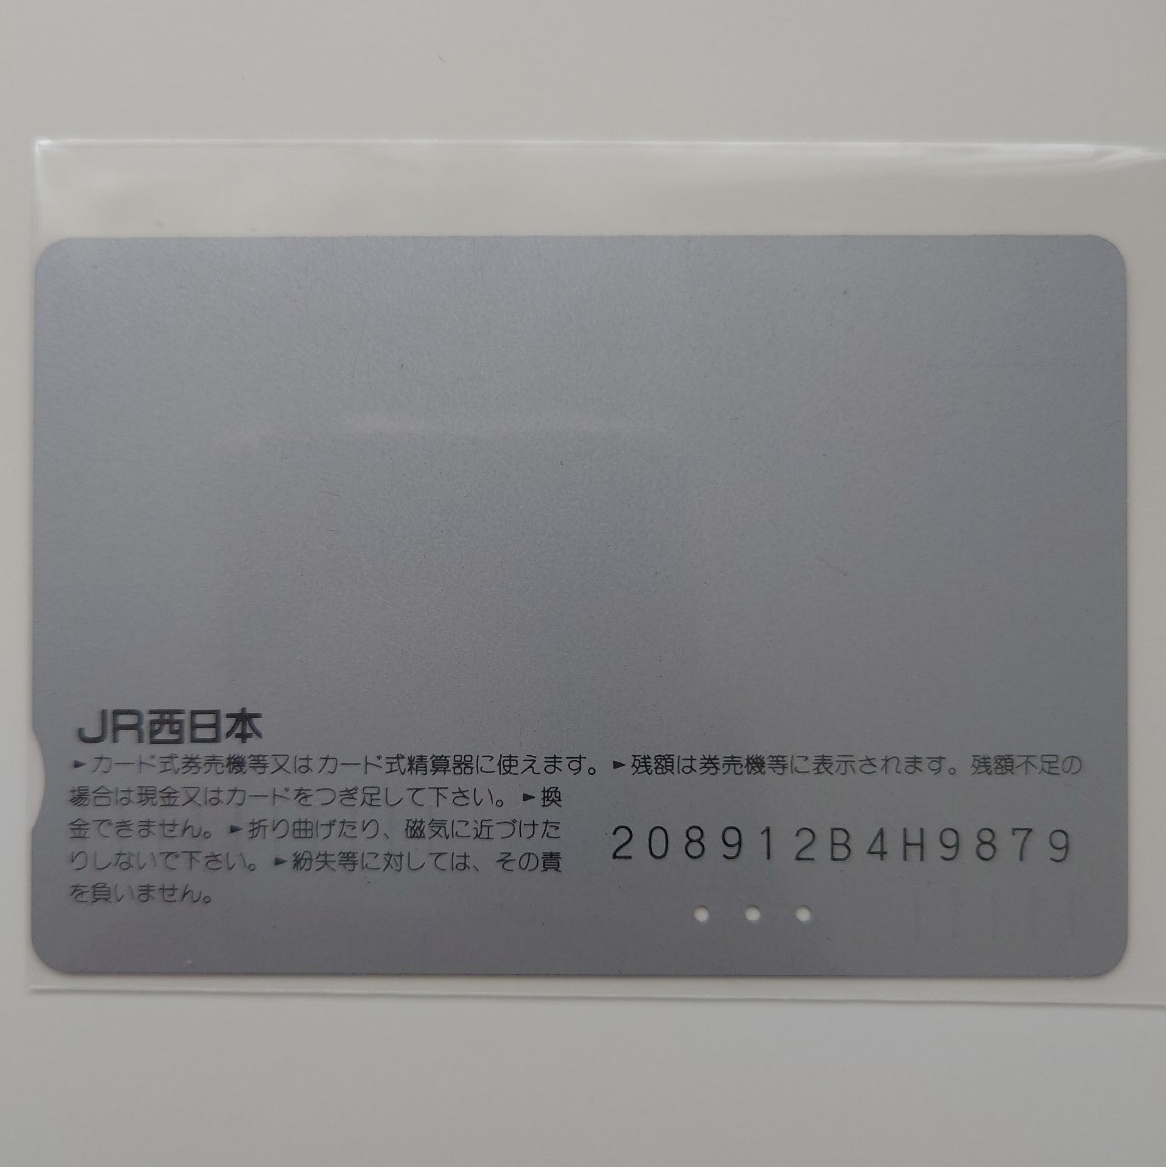 JR西日本
▶カード式券売機等又はカード式精算器に使えます。▶残額は券売機等に表示されます。残額不足の
場合は現金又はカードをつぎ足して下さい。▶換
金できません。▶折り曲げたり、磁気に近づけた
りしないで下さい。▶紛失等に対しては、その責
を負いません。
208912B4H9879